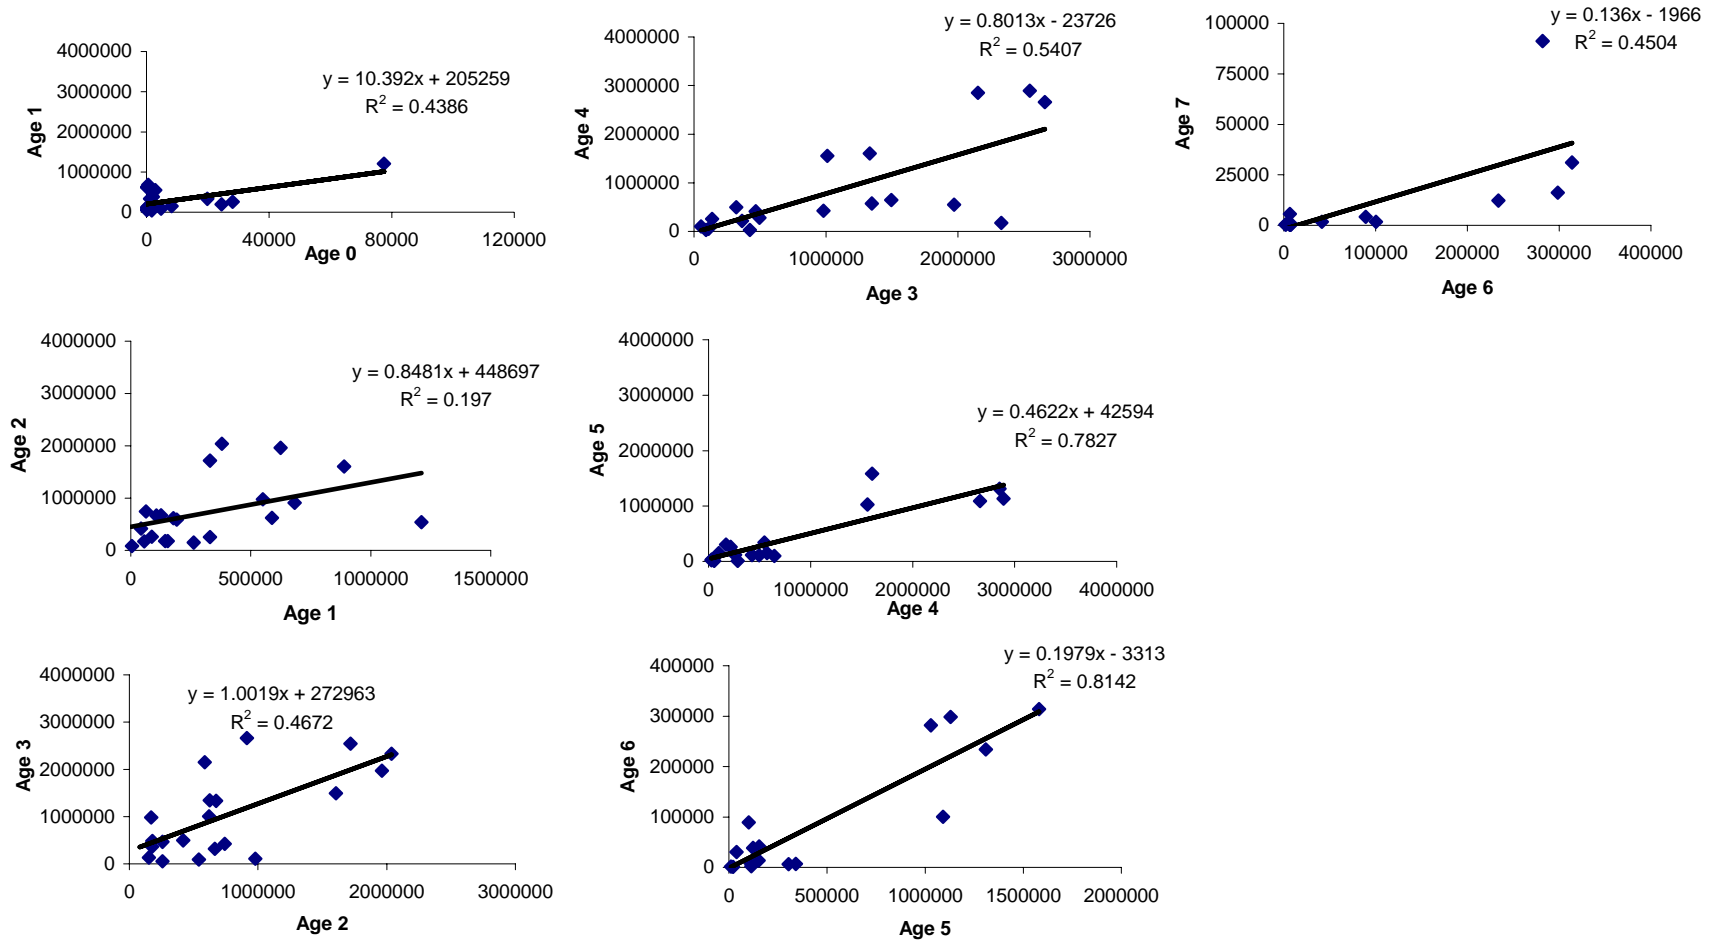 y = 10.392x + 205259
R² = 0.4386
4000000
3000000
2000000
1000000
0
Age 1
0 40000 80000 120000
Age 0
y = 0.8013x - 23726
R² = 0.5407
4000000
3000000
2000000
1000000
0
Age 4
0 1000000 2000000 3000000
Age 3
y = 0.136x - 1966
R² = 0.4504
100000
75000
50000
25000
0
Age 7
0 100000 200000 300000 400000
Age 6
y = 0.8481x + 448697
R² = 0.197
4000000
3000000
2000000
1000000
0
Age 2
0 500000 1000000 1500000
Age 1
y = 0.4622x + 42594
R² = 0.7827
4000000
3000000
2000000
1000000
0
Age 5
0 1000000 2000000 3000000 4000000
Age 4
y = 1.0019x + 272963
R² = 0.4672
4000000
3000000
2000000
1000000
0
Age 3
0 1000000 2000000 3000000
Age 2
y = 0.1979x - 3313
R² = 0.8142
400000
300000
200000
100000
0
Age 6
0 500000 1000000 1500000 2000000
Age 5